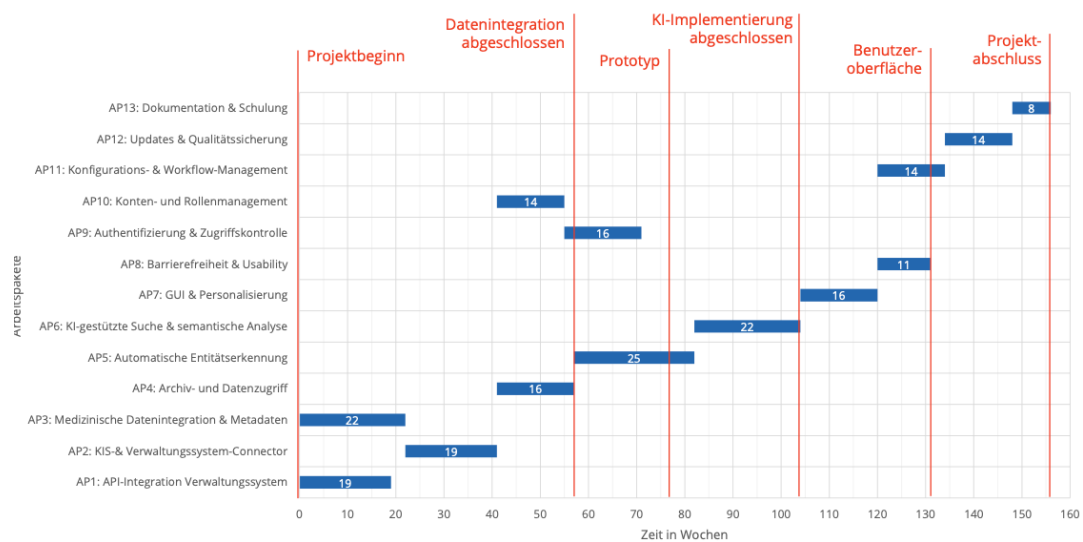 KI-Implementierung
abgeschlossen
Datenintegration
abgeschlossen
Projekt-
abschluss
Benutzer-
oberfläche
Projektbeginn
Prototyp
AP13: Dokumentation & Schulung
8
AP12: Updates & Qualitätssicherung
14
AP11: Konfigurations- & Workflow-Management
14
AP10: Konten- und Rollenmanagement
14
AP9: Authentifizierung & Zugriffskontrolle
16
AP8: Barrierefreiheit & Usability
11
AP7: GUI & Personalisierung
16
AP6: KI-gestützte Suche & semantische Analyse
22
AP5: Automatische Entitätserkennung
25
AP4: Archiv- und Datenzugriff
16
AP3: Medizinische Datenintegration & Metadaten
22
AP2: KIS-& Verwaltungssystem-Connector
19
AP1: API-Integration Verwaltungssystem
19
Arbeitspakete
0 10 20 30 40 50 60 70 80 90 100 110 120 130 140 150 160
Zeit in Wochen